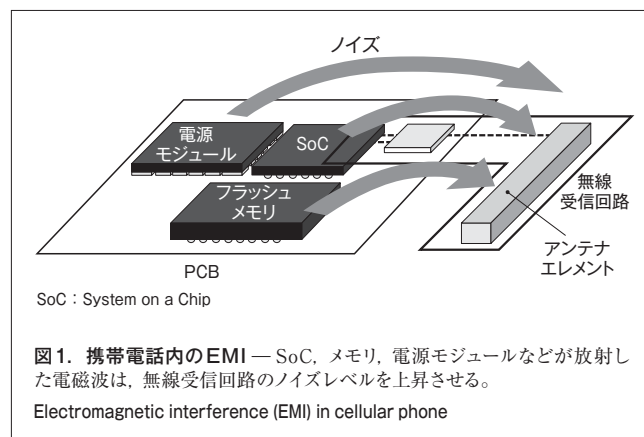 ノイズ
電源
モジュール
SoC
フラッシュ
メモリ
無線
受信回路
アンテナ
エレメント
PCB
SoC：System on a Chip
図1．携帯電話内のEMI — SoC，メモリ，電源モジュールなどが放射し
た電磁波は，無線受信回路のノイズレベルを上昇させる。
Electromagnetic interference (EMI) in cellular phone